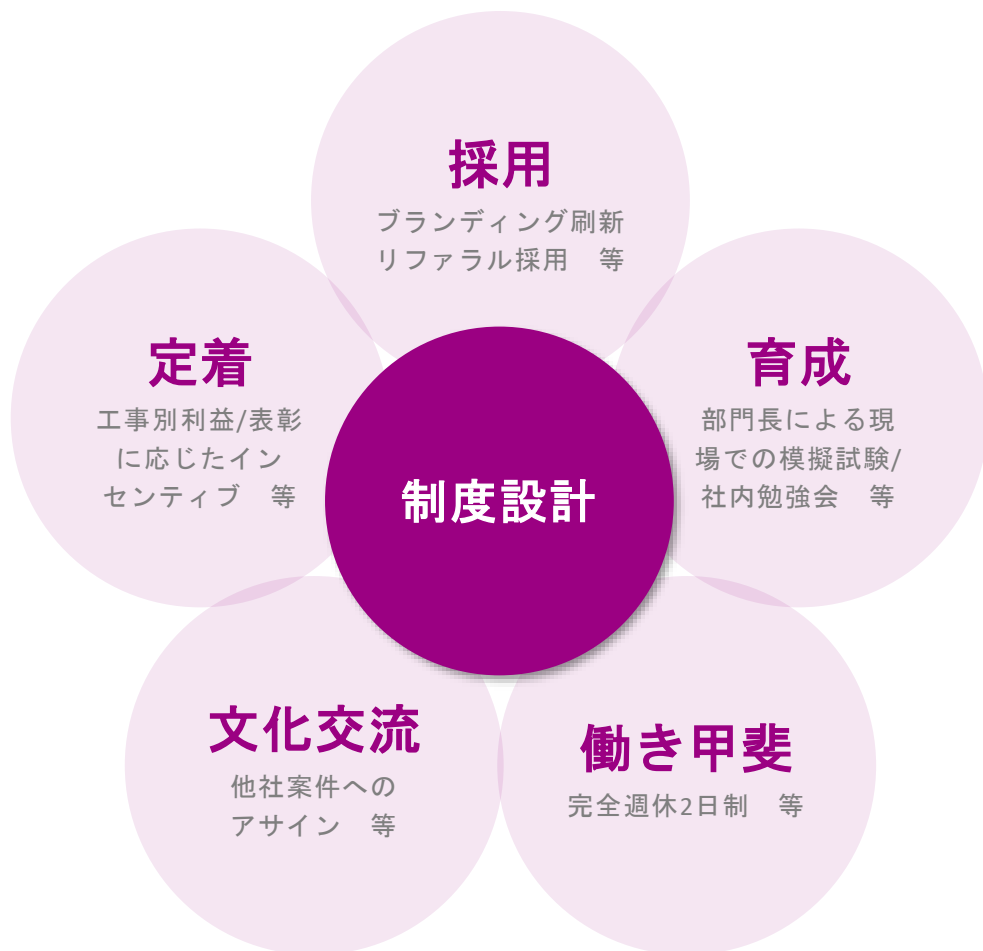 採用
ブランディング刷新
リファラル採用　等
定着
工事別利益/表彰
に応じたイン
センティブ　等
育成
部門長による現
場での模擬試験/
社内勉強会　等
制度設計
文化交流
他社案件への
アサイン　等
働き甲斐
完全週休2日制　等